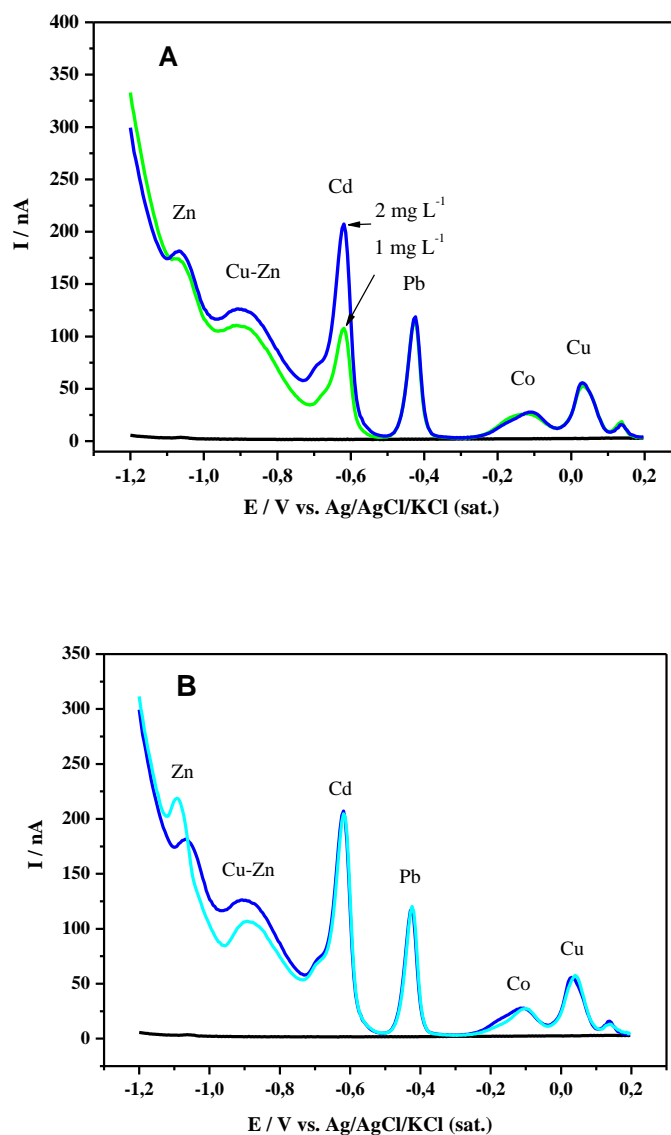 A
400
350
300
250
200
150
100
50
0
I / nA
Zn
Cu-Zn
Cd
2 mg L⁻¹
1 mg L⁻¹
Pb
Co
Cu
-1,2 -1,0 -0,8 -0,6 -0,4 -0,2 0,0 0,2
E / V vs. Ag/AgCl/KCl (sat.)
B
350
300
250
200
150
100
50
0
I / nA
Zn
Cu-Zn
Cd
Pb
Co
Cu
-1,2 -1,0 -0,8 -0,6 -0,4 -0,2 0,0 0,2
E / V vs. Ag/AgCl/KCl (sat.)